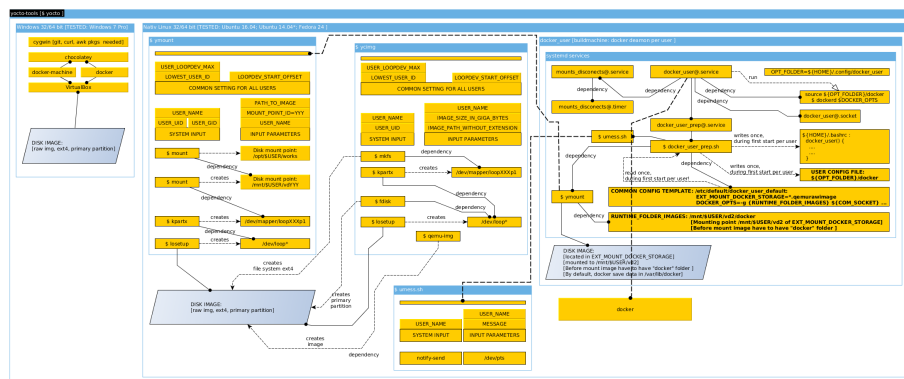 yocto-tools [$ yocto ]
Windows 32/64 bit (TESTED: Windows 7 Pro)
cygwin [git, curl, awk pkgs needed]
chocolatey
docker-machine
docker
VirtualBox
DISK IMAGE:
[raw img, ext4, primary partition]
Nativ Linux 32/64 bit [TESTED: Ubuntu 16.04; Ubuntu 14.04*; Fedora 24 ]
$ ymount
USER_LOOPDEV_MAX
LOWEST_USER_ID
LOOPDEV_START_OFFSET
COMMON SETTING FOR ALL USERS
PATH_TO_IMAGE
USER_NAME
MOUNT_POINT_ID=YYY
USER_UID
USER_GID
USER_NAME
SYSTEM INPUT
INPUT PARAMETERS
$ mount
creates
Disk mount point:
/opt/$USER/works
dependency
$ mount
creates
Disk mount point:
/mnt/$USER/vdYYY
dependency
$ kpartx
creates
/dev/mapper/loopXXp1
dependency
$ losetup
creates
/dev/loop*
creates
file system ext4
DISK IMAGE:
[raw img, ext4, primary partition]
$ ycimg
USER_LOOPDEV_MAX
LOWEST_USER_ID
LOOPDEV_START_OFFSET
COMMON SETTING FOR ALL USERS
USER_NAME
USER_NAME
IMAGE_SIZE_IN_GIGA_BYTES
USER_UID
IMAGE_PATH_WITHOUT_EXTENSION
SYSTEM INPUT
INPUT PARAMETERS
$ mkfs
dependency
$ kpartx
creates
/dev/mapper/loopXXp1
$ fdisk
dependency
$ losetup
creates
/dev/loop*
$ qemu-img
creates
primary
partition
creates
image
dependency
$ umess.sh
USER_NAME
USER_NAME
MESSAGE
SYSTEM INPUT
INPUT PARAMETERS
notify-send
/dev/pts
docker_user [buildmachine: docker deamon per user ]
systemd services
mounts_disconects@.service
docker_user@.service
OPT_FOLDER=${HOME}/.config/docker_user
run
dependency
dependency
dependency
source ${OPT_FOLDER}/docker
$ dockerd $DOCKER_OPTS
mounts_disconects@.timer
docker_user@.socket
docker_user_prep@.service
$ umess.sh
dependency
$ docker_user_prep.sh
writes once,
during first start per user!
${HOME}/.bashrc :
docker_user() {
....
....
}
dependency
read once,
during first start per user!
writes once,
during first start per user!
USER CONFIG FILE:
${OPT_FOLDER}/docker
$ ymount
COMMON CONFIG TEMPLATE: /etc/default/docker_user_default:
EXT_MOUNT_DOCKER_STORAGE=*.qemurawimage
DOCKER_OPTS=-g {RUNTIME_FOLDER_IMAGES} ${COM_SOCKET} ...
dependency
RUNTIME_FOLDER_IMAGES: /mnt/$USER/vd2/docker
[Mounting point /mnt/$USER/vd2 of EXT_MOUNT_DOCKER_STORAGE]
[Before mount image have to have "docker" folder ]
DISK IMAGE:
[located in EXT_MOUNT_DOCKER_STORAGE]
[mounted to /mnt/$USER/vd2]
[Before mount image have to have "docker" folder ]
[By default, docker save data in /var/lib/docker]
docker